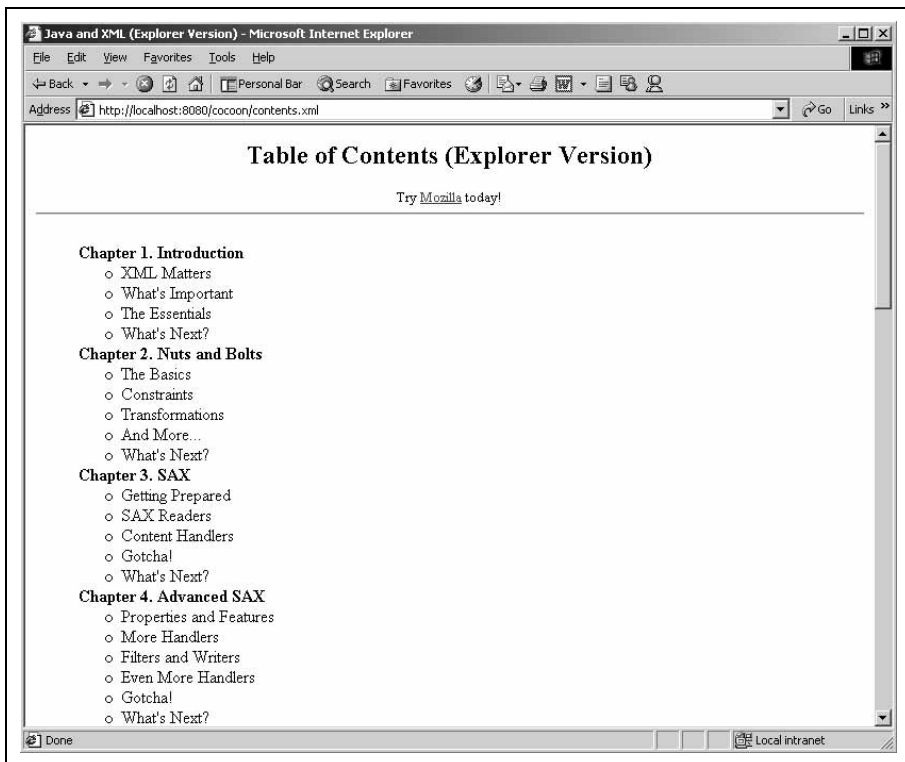 Java and XML (Explorer Version) - Microsoft Internet Explorer
File Edit View Favorites Tools Help
Back Personal Bar Search Favorites
Address http://localhost:8080/cocoon/contents.xml Go Links »
Table of Contents (Explorer Version)
Try Mozilla today!
Chapter 1. Introduction
XML Matters
What's Important
The Essentials
What's Next?
Chapter 2. Nuts and Bolts
The Basics
Constraints
Transformations
And More...
What's Next?
Chapter 3. SAX
Getting Prepared
SAX Readers
Content Handlers
Gotcha!
What's Next?
Chapter 4. Advanced SAX
Properties and Features
More Handlers
Filters and Writers
Even More Handlers
Gotcha!
What's Next?
Done Local intranet